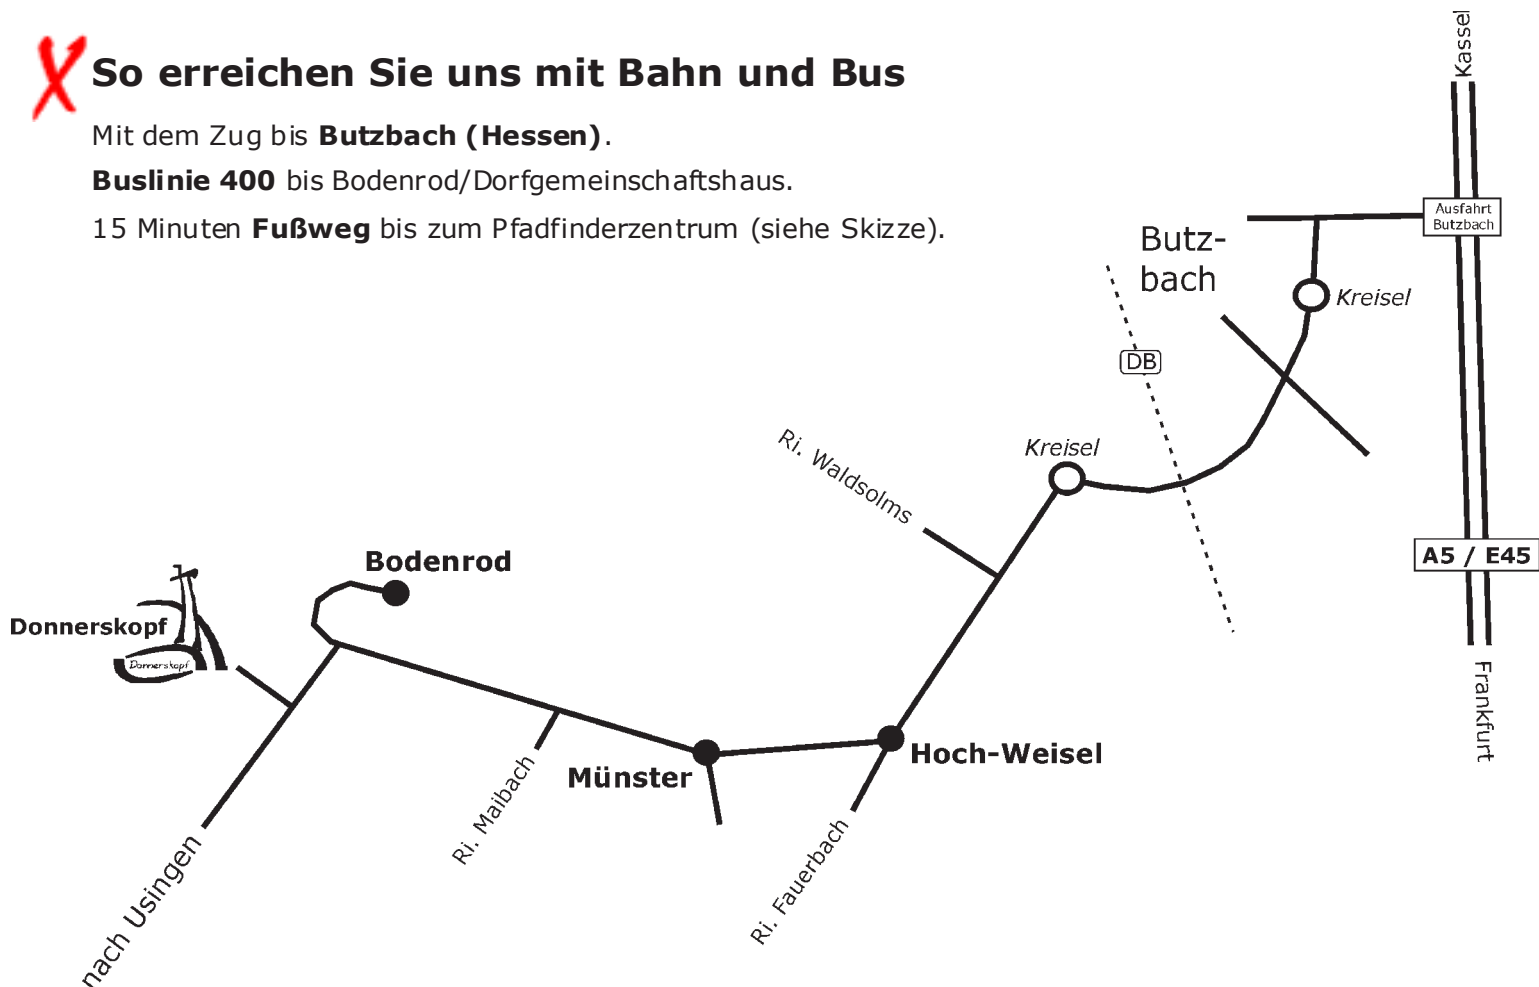 So erreichen Sie uns mit Bahn und Bus
Mit dem Zug bis Butzbach (Hessen).
Buslinie 400 bis Bodenrod/Dorfgemeinschaftshaus.
15 Minuten Fußweg bis zum Pfadfinderzentrum (siehe Skizze).
Kassel
Ausfahrt
Butzbach
Butz-
bach
Kreisel
DB
Kreisel
Ri. Waldsolms
A5 / E45
Bodenrod
Donnerskopf
Donnerskopf
Frankfurt
Hoch-Weisel
Münster
Ri. Maibach
Ri. Fauerbach
nach Usingen